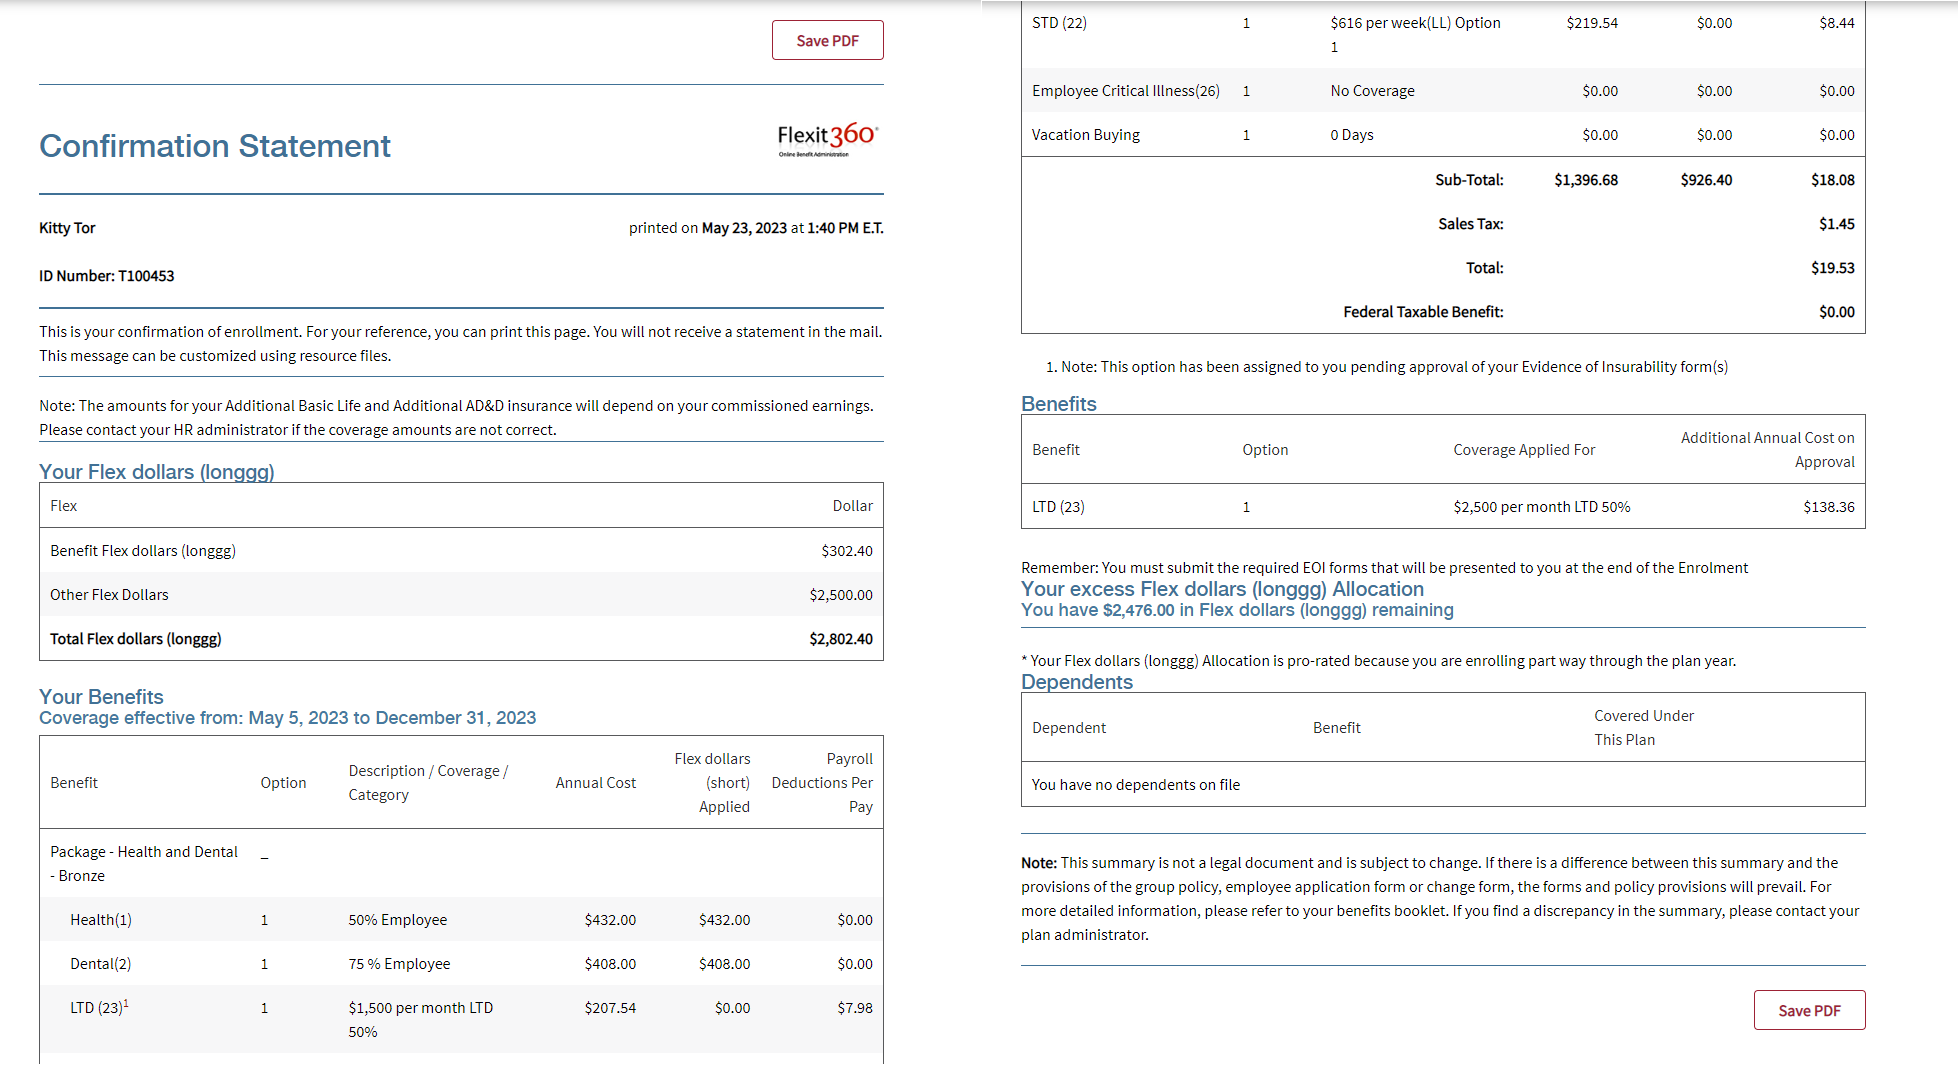 Save PDF
Confirmation Statement
Flexit360°
Online Benefit Administration
Kitty Tor
printed on May 23, 2023 at 1:40 PM E.T.
ID Number: T100453
This is your confirmation of enrollment. For your reference, you can print this page. You will not receive a statement in the mail.
This message can be customized using resource files.
Note: The amounts for your Additional Basic Life and Additional AD&D insurance will depend on your commissioned earnings.
Please contact your HR administrator if the coverage amounts are not correct.
Your Flex dollars (longgg)
Flex Dollar
Benefit Flex dollars (longgg) $302.40
Other Flex Dollars $2,500.00
Total Flex dollars (longgg) $2,802.40
Your Benefits
Coverage effective from: May 5, 2023 to December 31, 2023
Benefit Option Description / Coverage / Category Annual Cost Flex dollars (short) Applied Payroll Deductions Per Pay
Package - Health and Dental –
- Bronze
Health(1) 1 50% Employee $432.00 $432.00 $0.00
Dental(2) 1 75 % Employee $408.00 $408.00 $0.00
LTD (23)1 1 $1,500 per month LTD $207.54 $0.00 $7.98
50%
STD (22) 1 $616 per week(LL) Option $219.54 $0.00 $8.44
1
Employee Critical Illness(26) 1 No Coverage $0.00 $0.00 $0.00
Vacation Buying 1 0 Days $0.00 $0.00 $0.00
Sub-Total: $1,396.68 $926.40 $18.08
Sales Tax: $1.45
Total: $19.53
Federal Taxable Benefit: $0.00
1. Note: This option has been assigned to you pending approval of your Evidence of Insurability form(s)
Benefits
Benefit Option Coverage Applied For Additional Annual Cost on Approval
LTD (23) 1 $2,500 per month LTD 50% $138.36
Remember: You must submit the required EOI forms that will be presented to you at the end of the Enrolment
Your excess Flex dollars (longgg) Allocation
You have $2,476.00 in Flex dollars (longgg) remaining
* Your Flex dollars (longgg) Allocation is pro-rated because you are enrolling part way through the plan year.
Dependents
Dependent Benefit Covered Under This Plan
You have no dependents on file
Note: This summary is not a legal document and is subject to change. If there is a difference between this summary and the
provisions of the group policy, employee application form or change form, the forms and policy provisions will prevail. For
more detailed information, please refer to your benefits booklet. If you find a discrepancy in the summary, please contact your
plan administrator.
Save PDF